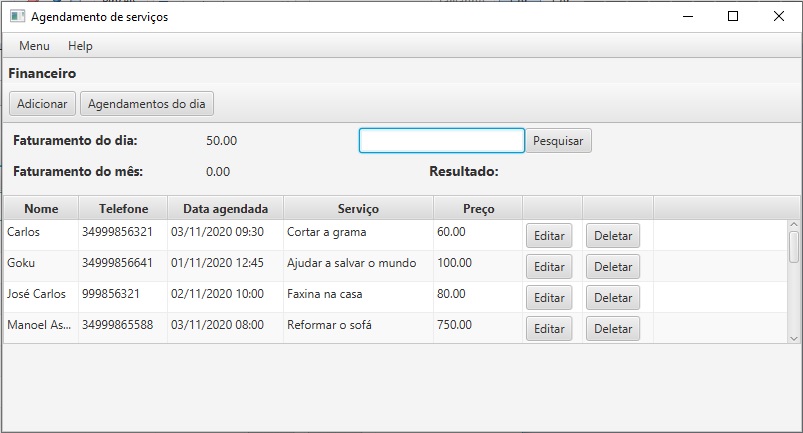 Agendamento de serviços
Menu Help
Financeiro
Adicionar Agendamentos do dia
Faturamento do dia: 50.00 Pesquisar
Faturamento do mês: 0.00 Resultado:
Nome Telefone Data agendada Serviço Preço
Carlos 34999856321 03/11/2020 09:30 Cortar a grama 60.00 Editar Deletar
Goku 34999856641 01/11/2020 12:45 Ajudar a salvar o mundo 100.00 Editar Deletar
José Carlos 999856321 02/11/2020 10:00 Faxina na casa 80.00 Editar Deletar
Manoel As... 34999865588 03/11/2020 08:00 Reformar o sofá 750.00 Editar Deletar